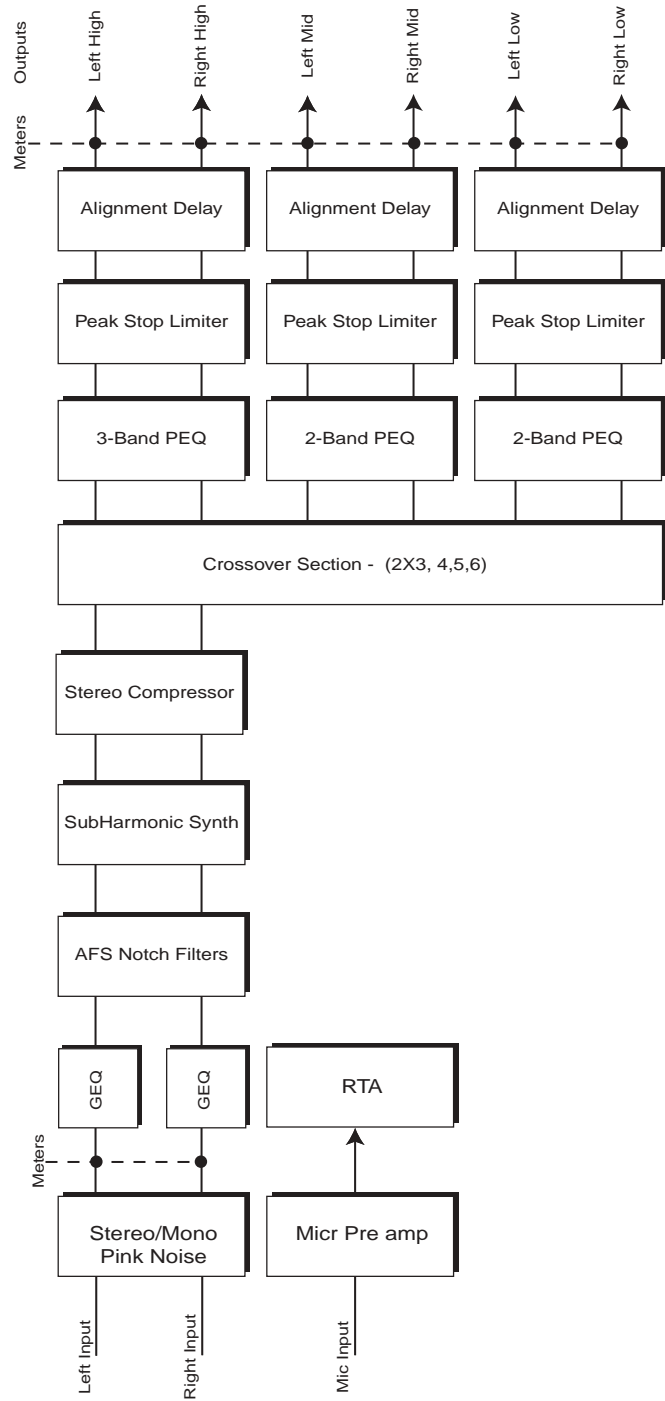 Outputs
Left High
Right High
Left Mid
Right Mid
Left Low
Right Low
Meters
Alignment Delay
Alignment Delay
Alignment Delay
Peak Stop Limiter
Peak Stop Limiter
Peak Stop Limiter
3-Band PEQ
2-Band PEQ
2-Band PEQ
Crossover Section - (2X3, 4,5,6)
Stereo Compressor
SubHarmonic Synth
AFS Notch Filters
GEQ
GEQ
RTA
Meters
Stereo/Mono
Pink Noise
Micr Pre amp
Left Input
Right Input
Mic Input